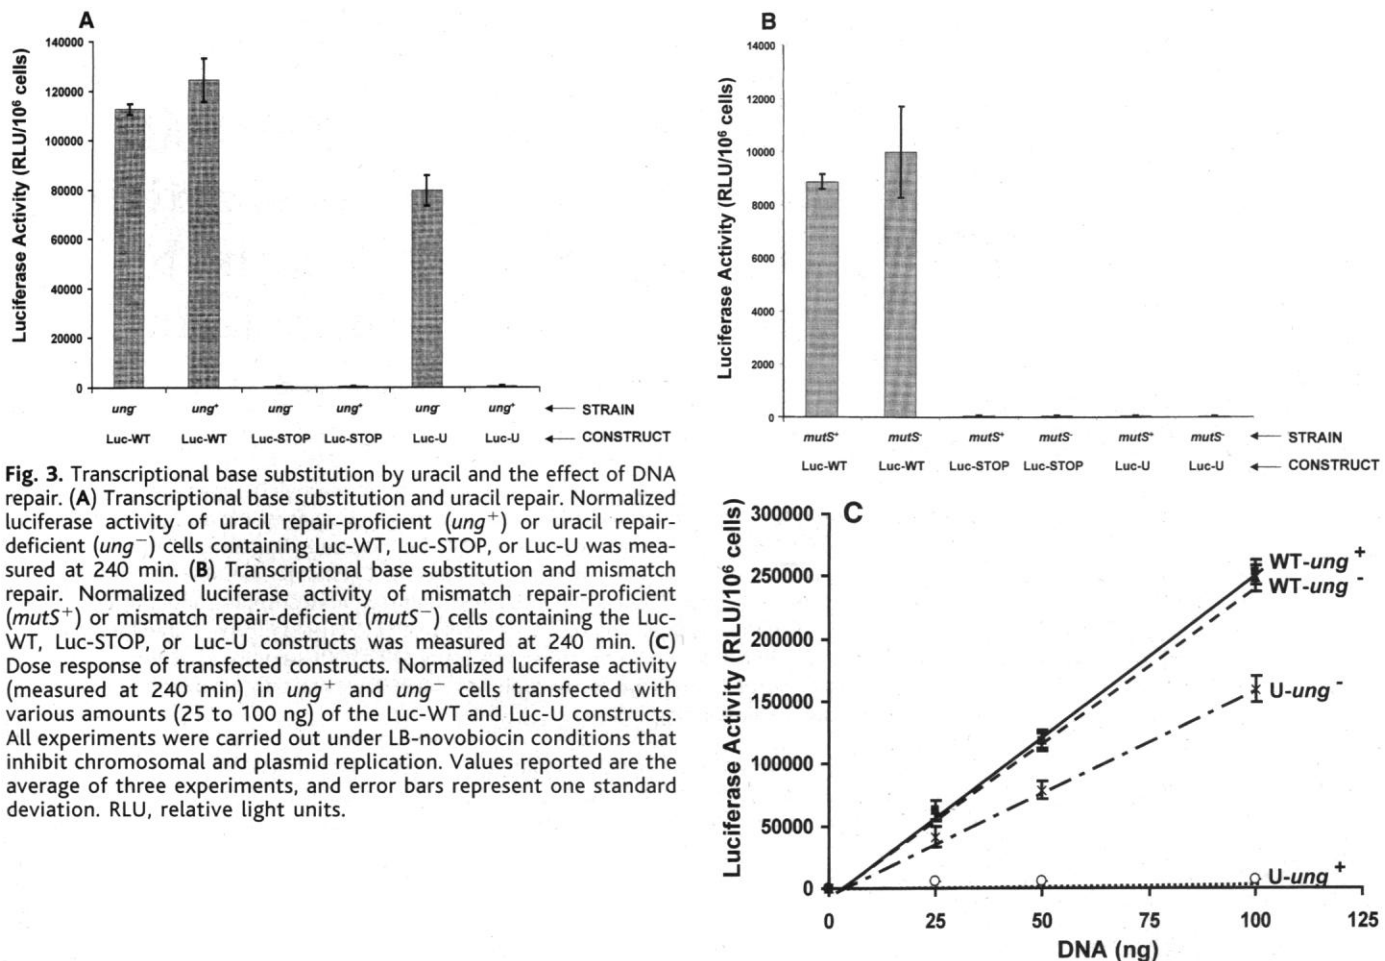 A
Luciferase Activity (RLU/10⁶ cells)
140000
120000
100000
80000
60000
40000
20000
0
ung⁻ ung⁺ ung⁻ ung⁺ ung⁻ ung⁺ ← STRAIN
Luc-WT Luc-WT Luc-STOP Luc-STOP Luc-U Luc-U ← CONSTRUCT
Fig. 3. Transcriptional base substitution by uracil and the effect of DNA
repair. (A) Transcriptional base substitution and uracil repair. Normalized
luciferase activity of uracil repair-proficient (ung⁺) or uracil repair-
deficient (ung⁻) cells containing Luc-WT, Luc-STOP, or Luc-U was mea-
sured at 240 min. (B) Transcriptional base substitution and mismatch
repair. Normalized luciferase activity of mismatch repair-proficient
(mutS⁺) or mismatch repair-deficient (mutS⁻) cells containing the Luc-
WT, Luc-STOP, or Luc-U constructs was measured at 240 min. (C)
Dose response of transfected constructs. Normalized luciferase activity
(measured at 240 min) in ung⁺ and ung⁻ cells transfected with
various amounts (25 to 100 ng) of the Luc-WT and Luc-U constructs.
All experiments were carried out under LB-novobiocin conditions that
inhibit chromosomal and plasmid replication. Values reported are the
average of three experiments, and error bars represent one standard
deviation. RLU, relative light units.
B
Luciferase Activity (RLU/10⁶ cells)
14000
12000
10000
8000
6000
4000
2000
0
mutS⁺ mutS⁻ mutS⁺ mutS⁻ mutS⁺ mutS⁻ ← STRAIN
Luc-WT Luc-WT Luc-STOP Luc-STOP Luc-U Luc-U ← CONSTRUCT
C
Luciferase Activity (RLU/10⁶ cells)
300000
250000
200000
150000
100000
50000
0
WT-ung⁺
WT-ung⁻
U-ung⁻
U-ung⁺
0 25 50 75 100 125
DNA (ng)